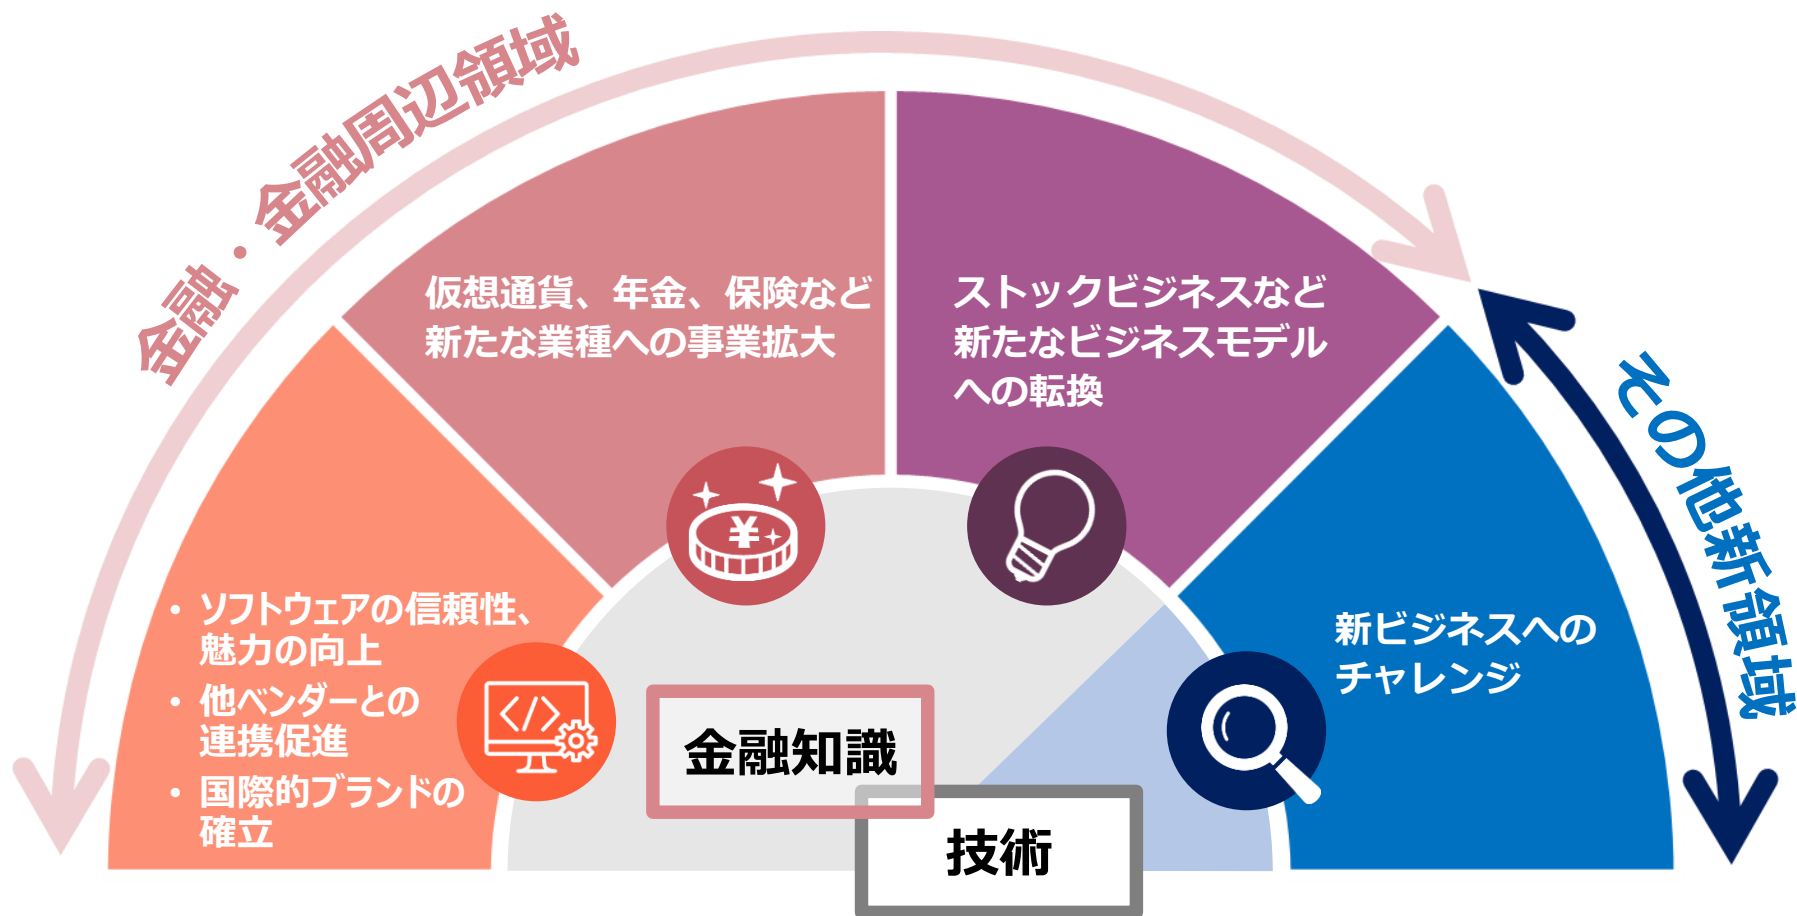 金融・金融周辺領域
仮想通貨、年金、保険など
新たな業種への事業拡大
ストックビジネスなど
新たなビジネスモデル
への転換
その他新領域
• ソフトウェアの信頼性、
魅力の向上
• 他ベンダーとの
連携促進
• 国際的ブランドの
確立
¥
</>
新ビジネスへの
チャレンジ
金融知識
技術